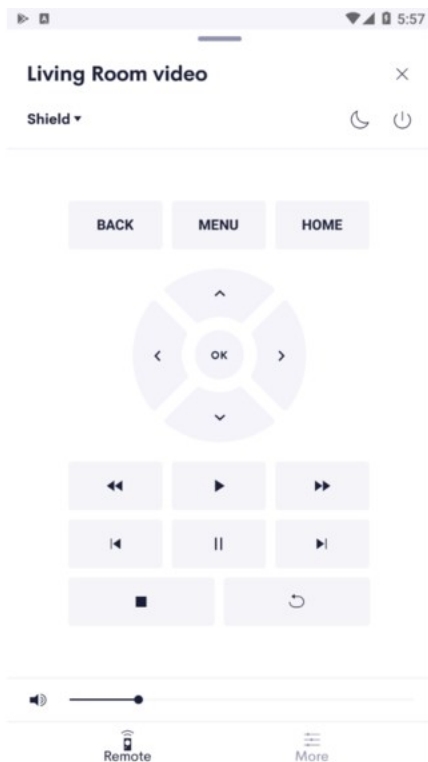 5:57
Living Room video
Shield
BACK MENU HOME
OK
Remote More